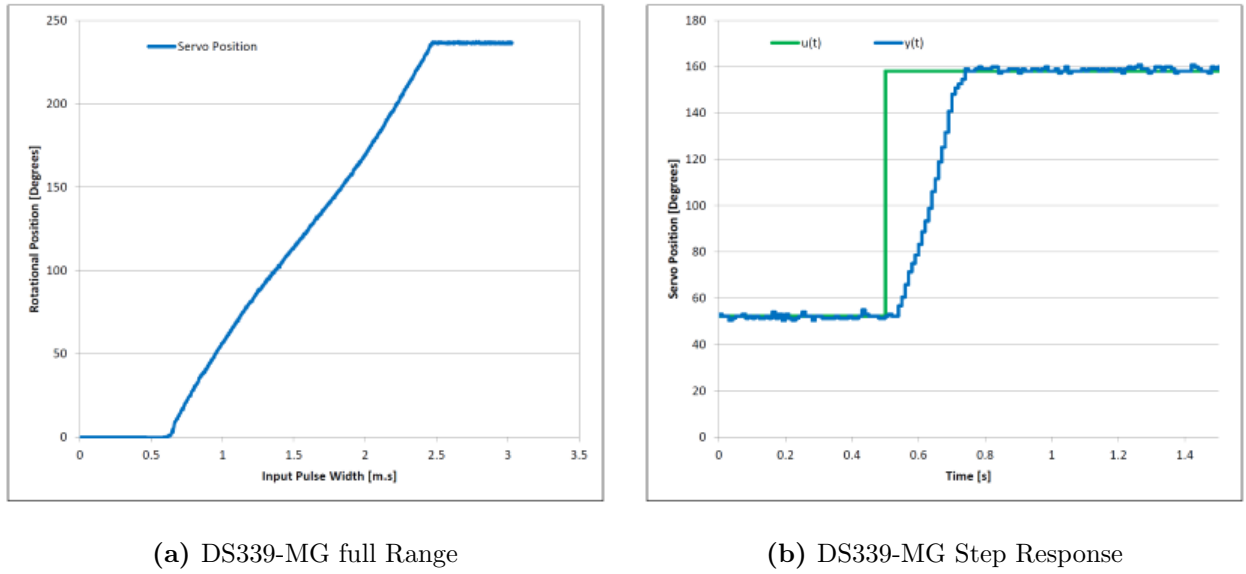 250
200
150
100
50
0
Servo Position
Rotational Position [Degrees]
0 0.5 1 1.5 2 2.5 3 3.5
Input Pulse Width [m.s]
180
160
140
120
100
80
60
40
20
0
u(t) y(t)
Servo Position [Degrees]
0 0.2 0.4 0.6 0.8 1 1.2 1.4
Time [s]
(a) DS339-MG full Range
(b) DS339-MG Step Response